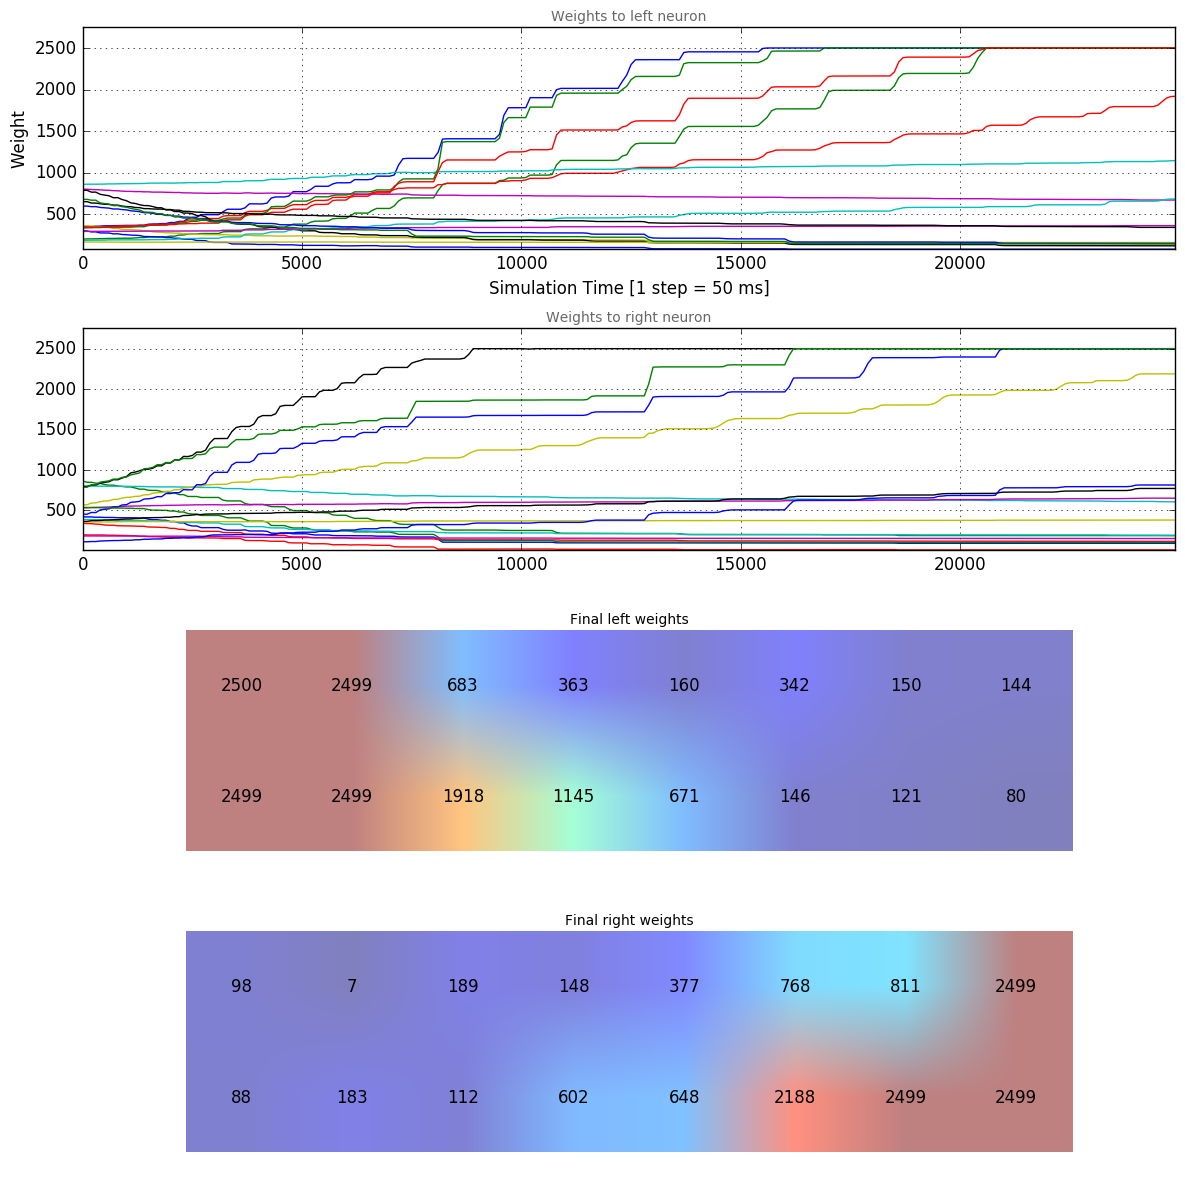 Weights to left neuron
2500
2000
1500
1000
500
Weight
0 5000 10000 15000 20000
Simulation Time [1 step = 50 ms]
Weights to right neuron
2500
2000
1500
1000
500
0 5000 10000 15000 20000
Final left weights
2500 2499 683 363 160 342 150 144
2499 2499 1918 1145 671 146 121 80
Final right weights
98 7 189 148 377 768 811 2499
88 183 112 602 648 2188 2499 2499